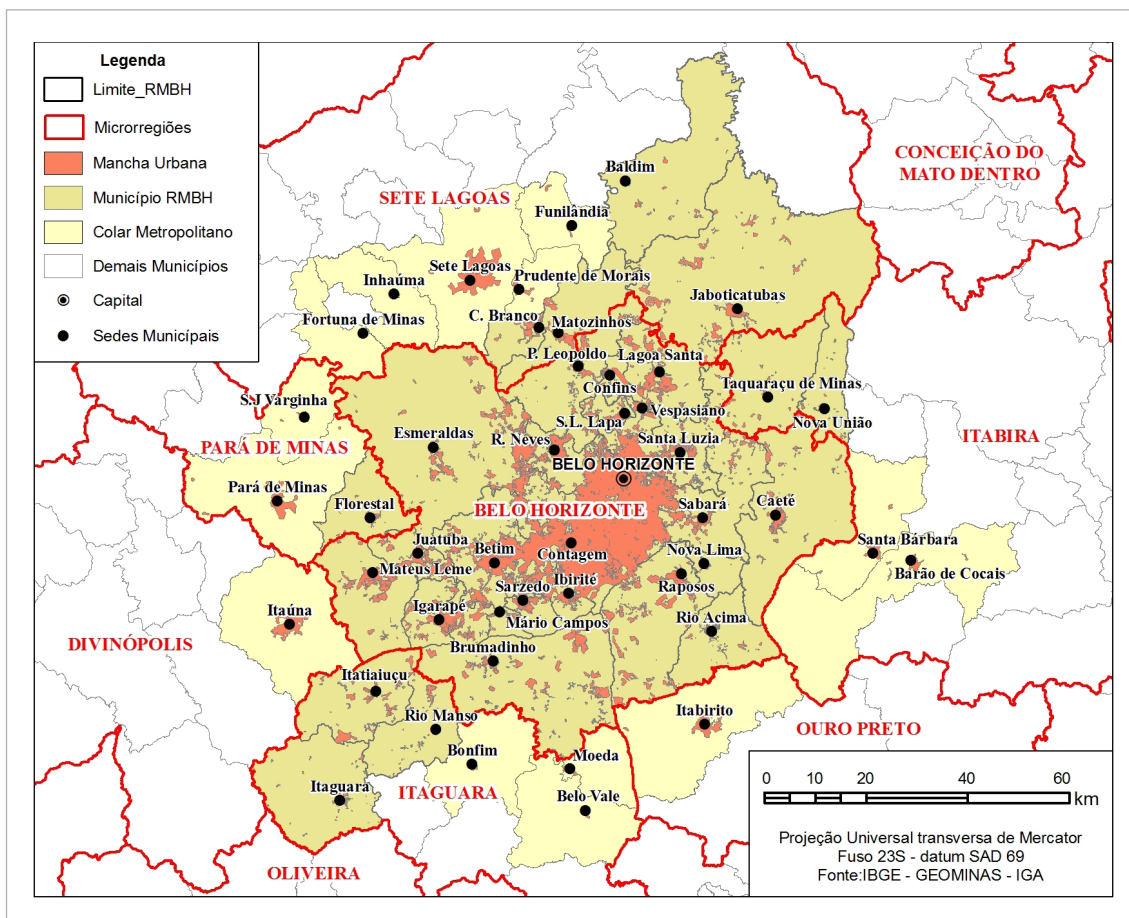 Legenda
Limite_RMBH
Microrregiões
Mancha Urbana
Município RMBH
Colar Metropolitano
Demais Municípios
Capital
Sedes Municípais
CONCEIÇÃO DO
MATO DENTRO
Baldim
SETE LAGOAS
Funilândia
Sete Lagoas
Inhaúma
Prudente de Morais
Jaboticatubas
Fortuna de Minas
C. Branco
Matozinhos
P. Leopoldo
Lagoa Santa
Confins
Taquaraçu de Minas
S.J Varginha
S.L. Lapa
Vespasiano
Nova União
Esmeraldas
R. Neves
Santa Luzia
ITABIRA
PARÁ DE MINAS
BELO HORIZONTE
Pará de Minas
Florestal
BELO HORIZONTE
Sabará
Caeté
Juatuba
Betim
Contagem
Nova Lima
Santa Bárbara
Mateus Leme
Sarzedo
Ibirité
Raposos
Barão de Cocais
Itaúna
Igarapé
Mário Campos
Rio Acima
DIVINÓPOLIS
Brumadinho
Itatiaiuçu
Rio Manso
Itabirito
OURO PRETO
Bonfim
Moeda
Itaguara
ITAGUARA
Belo Vale
OLIVEIRA
0 10 20 40 60
km
Projeção Universal transversa de Mercator
Fuso 23S - datum SAD 69
Fonte:IBGE - GEOMINAS - IGA